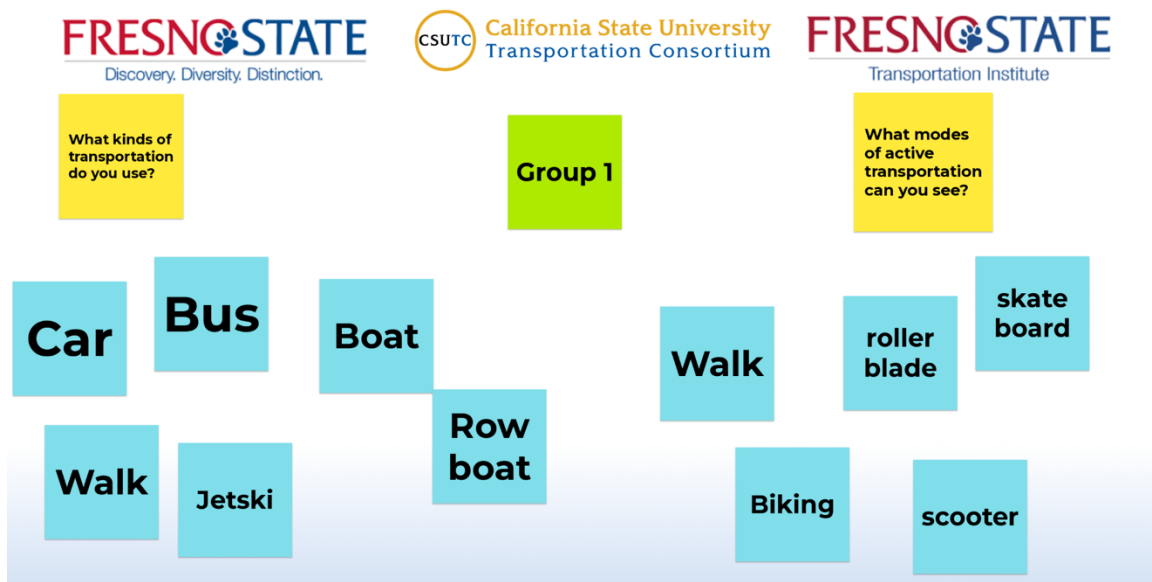 FRESNO STATE
Discovery. Diversity. Distinction.
CSUTC
California State University
Transportation Consortium
FRESNO STATE
Transportation Institute
What kinds of
transportation
do you use?
Group 1
What modes
of active
transportation
can you see?
Car
Bus
Boat
Row
boat
Walk
Jetski
Walk
roller
blade
skate
board
Biking
scooter